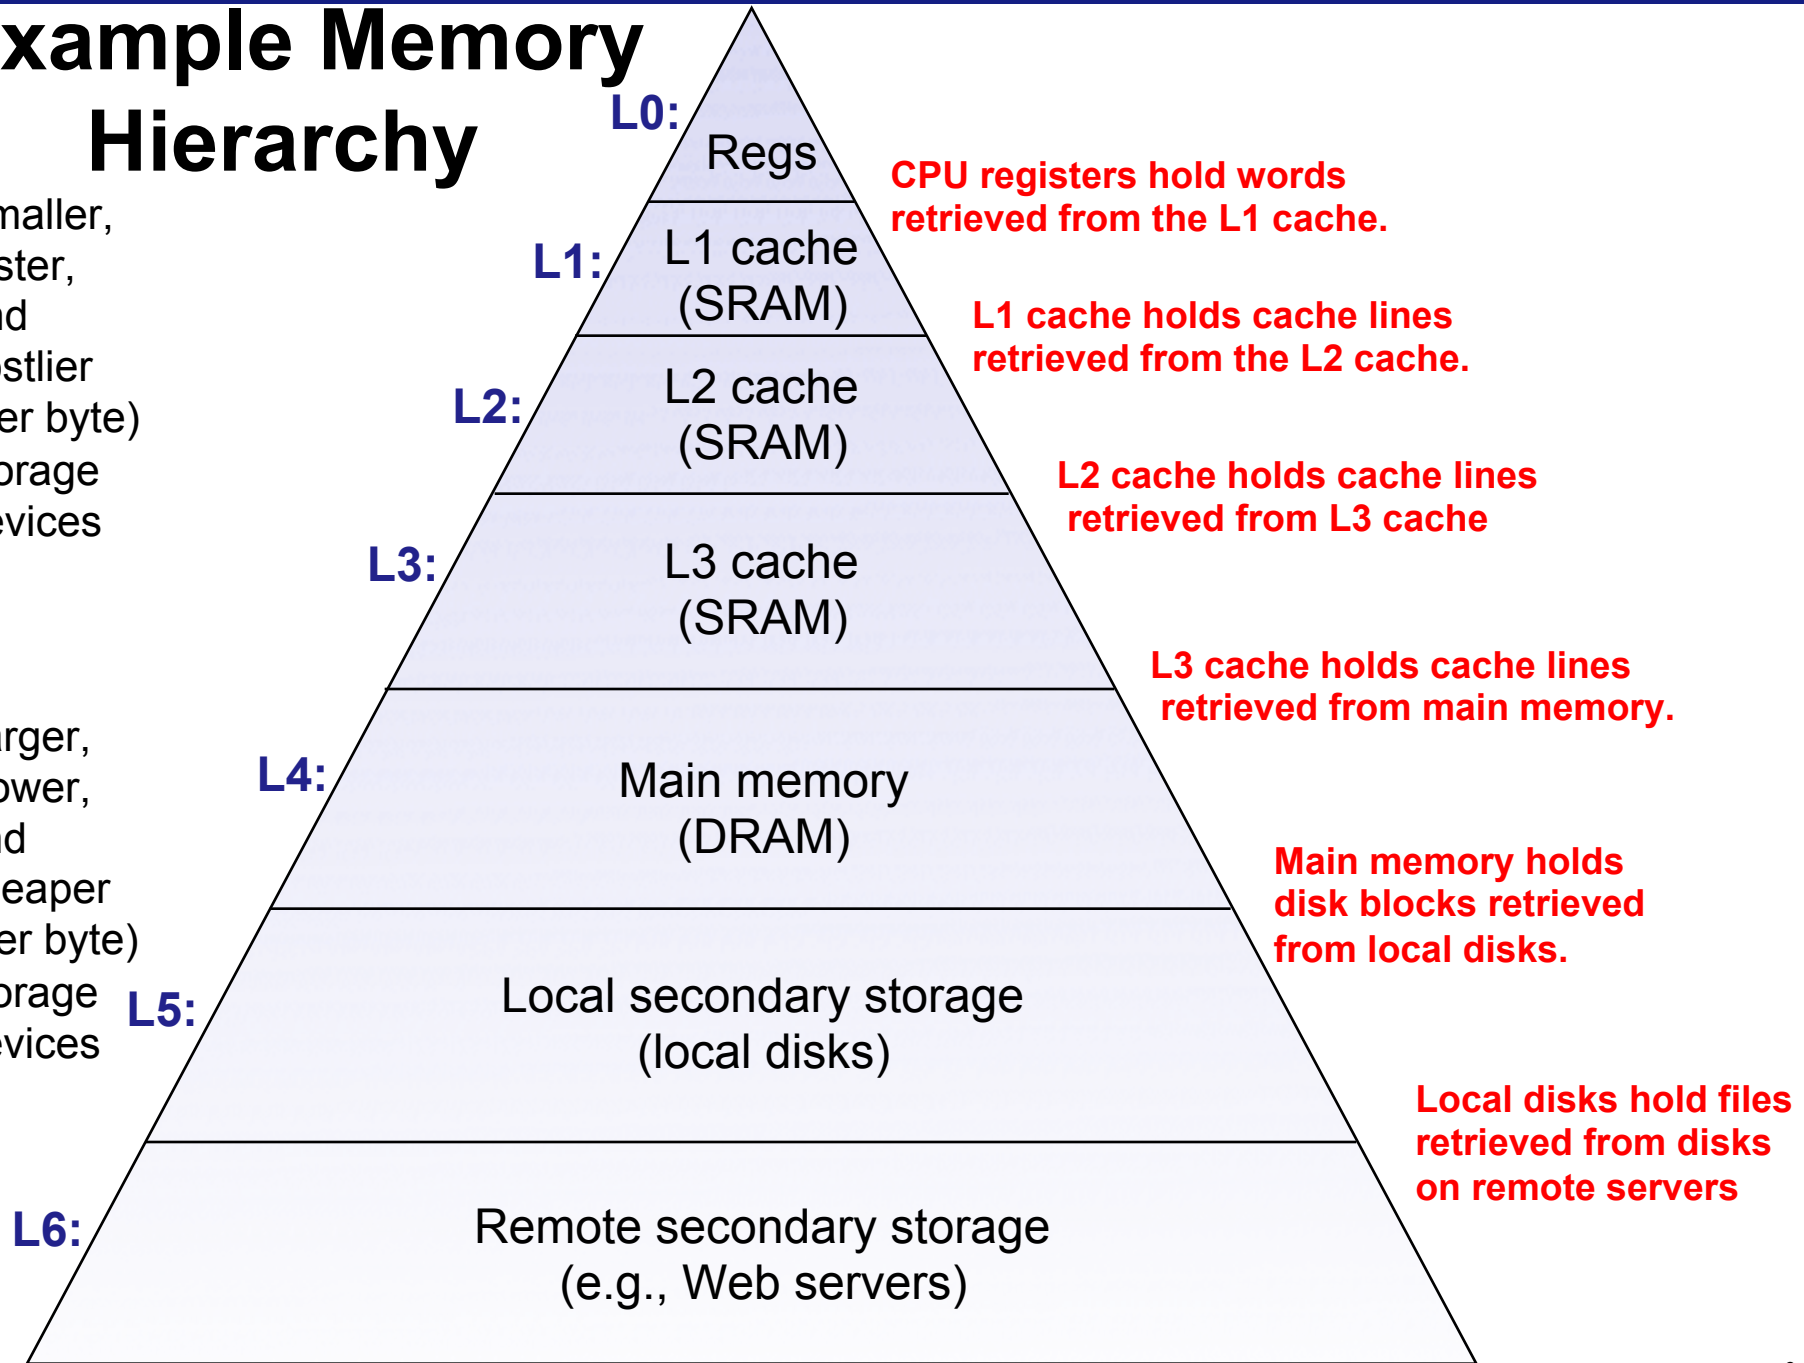 xample Memory
Hierarchy
maller,
ster,
nd
ostlier
er byte)
orage
evices
arger,
ower,
nd
eaper
er byte)
orage
evices
L0:
Regs
CPU registers hold words
retrieved from the L1 cache.
L1:
L1 cache
(SRAM)
L1 cache holds cache lines
retrieved from the L2 cache.
L2:
L2 cache
(SRAM)
L2 cache holds cache lines
retrieved from L3 cache
L3:
L3 cache
(SRAM)
L3 cache holds cache lines
retrieved from main memory.
L4:
Main memory
(DRAM)
Main memory holds
disk blocks retrieved
from local disks.
L5:
Local secondary storage
(local disks)
Local disks hold files
retrieved from disks
on remote servers
L6:
Remote secondary storage
(e.g., Web servers)